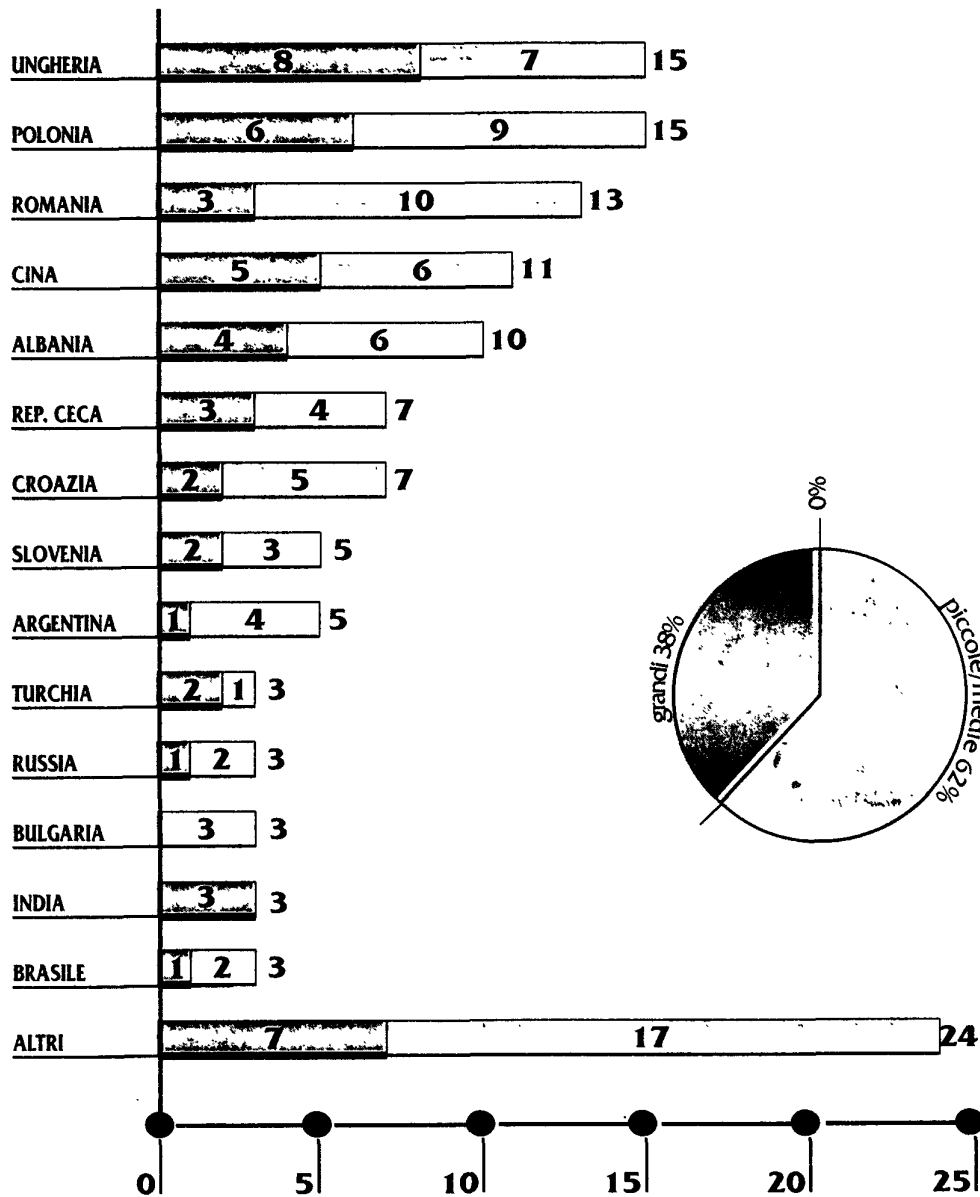 UNGHERIA 8 7 15
POLONIA 6 9 15
ROMANIA 3 10 13
CINA 5 6 11
ALBANIA 4 6 10
REP. CECA 3 4 7
CROAZIA 2 5 7
SLOVENIA 2 3 5
ARGENTINA 1 4 5
TURCHIA 2 1 3
RUSSIA 1 2 3
BULGARIA 3 3
INDIA 3 3
BRASILE 1 2 3
ALTRI 7 17 24
0 5 10 15 20 25
0%
grandi 38%
piccole/medie 62%